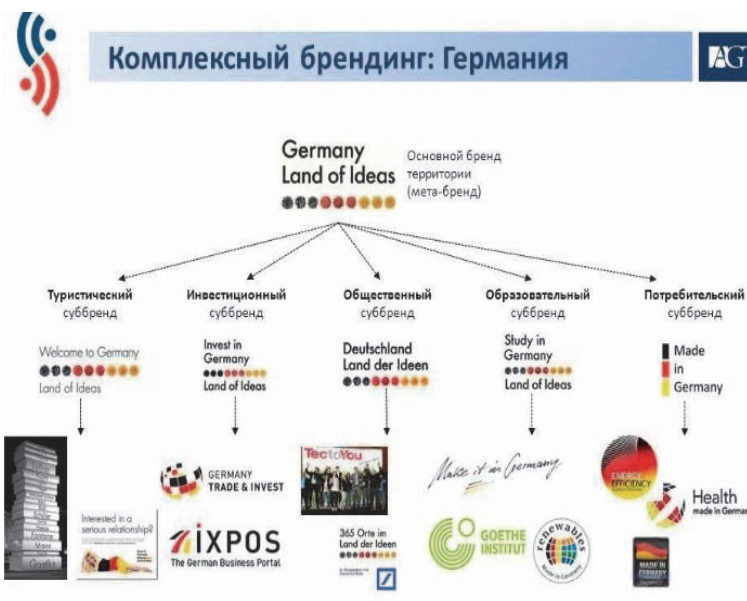 Комплексный брендинг: Германия
AG
Germany
Land of Ideas
Основной бренд
территории
(мета-бренд)
Туристический
суббренд
Инвестиционный
суббренд
Общественный
суббренд
Образовательный
суббренд
Потребительский
суббренд
Welcome to Germany
Land of Ideas
Invest in
Germany
Land of Ideas
Deutschland
Land der Ideen
Study in
Germany
Land of Ideas
Made
in
Germany
Interested in a
serious relationship?
GERMANY
TRADE & INVEST
iXPOS
The German Business Portal
TectoYou
365 Orte im
Land der Ideen
Make it in Germany
GOETHE
INSTITUT
renewables
Made in Germany
ENERGY
EFFICIENCY
Health
made in German
MADE IN
GERMANY